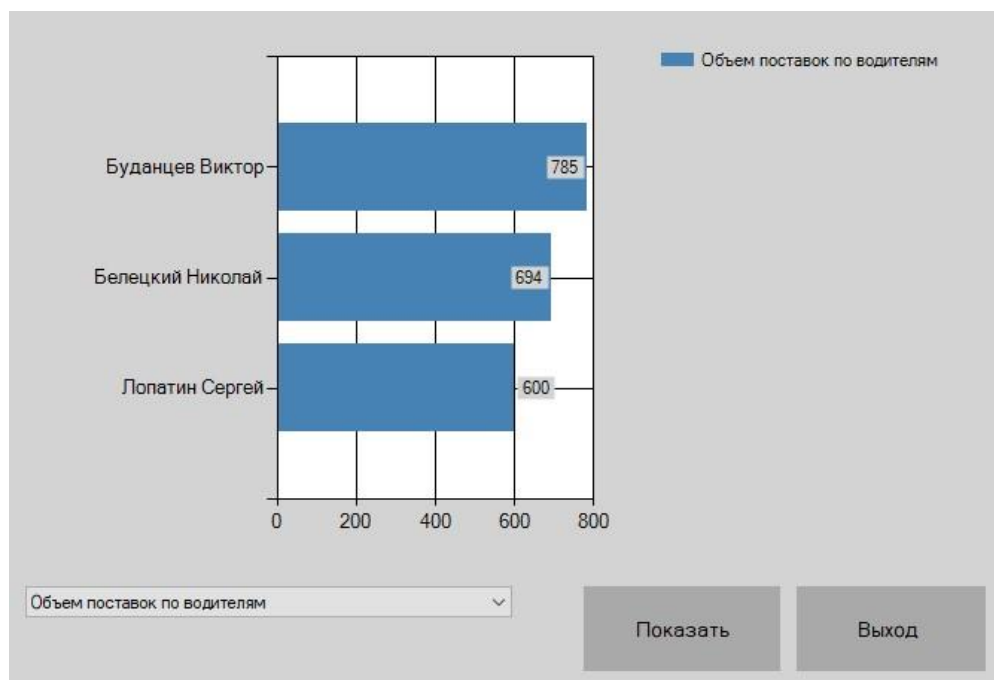 Объем поставок по водителям
Буданцев Виктор
785
Белецкий Николай
694
Лопатин Сергей
600
0 200 400 600 800
Объем поставок по водителям
Показать
Выход